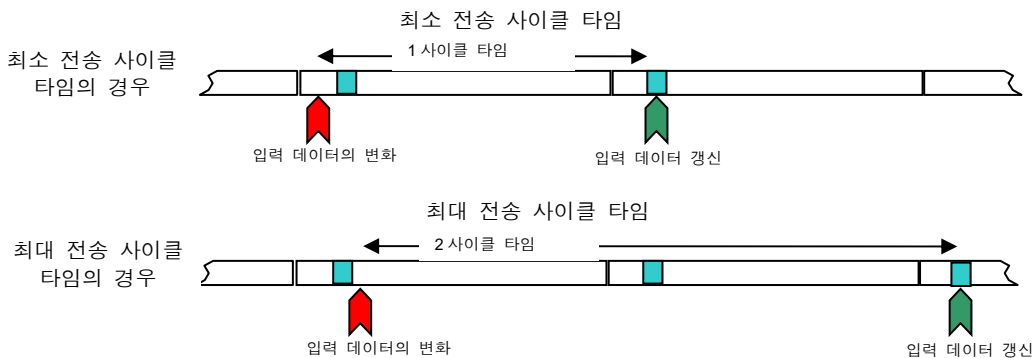 최소 전송 사이클 타임
1 사이클 타임
최소 전송 사이클
타임의 경우
입력 데이터의 변화
입력 데이터 갱신
최대 전송 사이클 타임
2 사이클 타임
최대 전송 사이클
타임의 경우
입력 데이터의 변화
입력 데이터 갱신